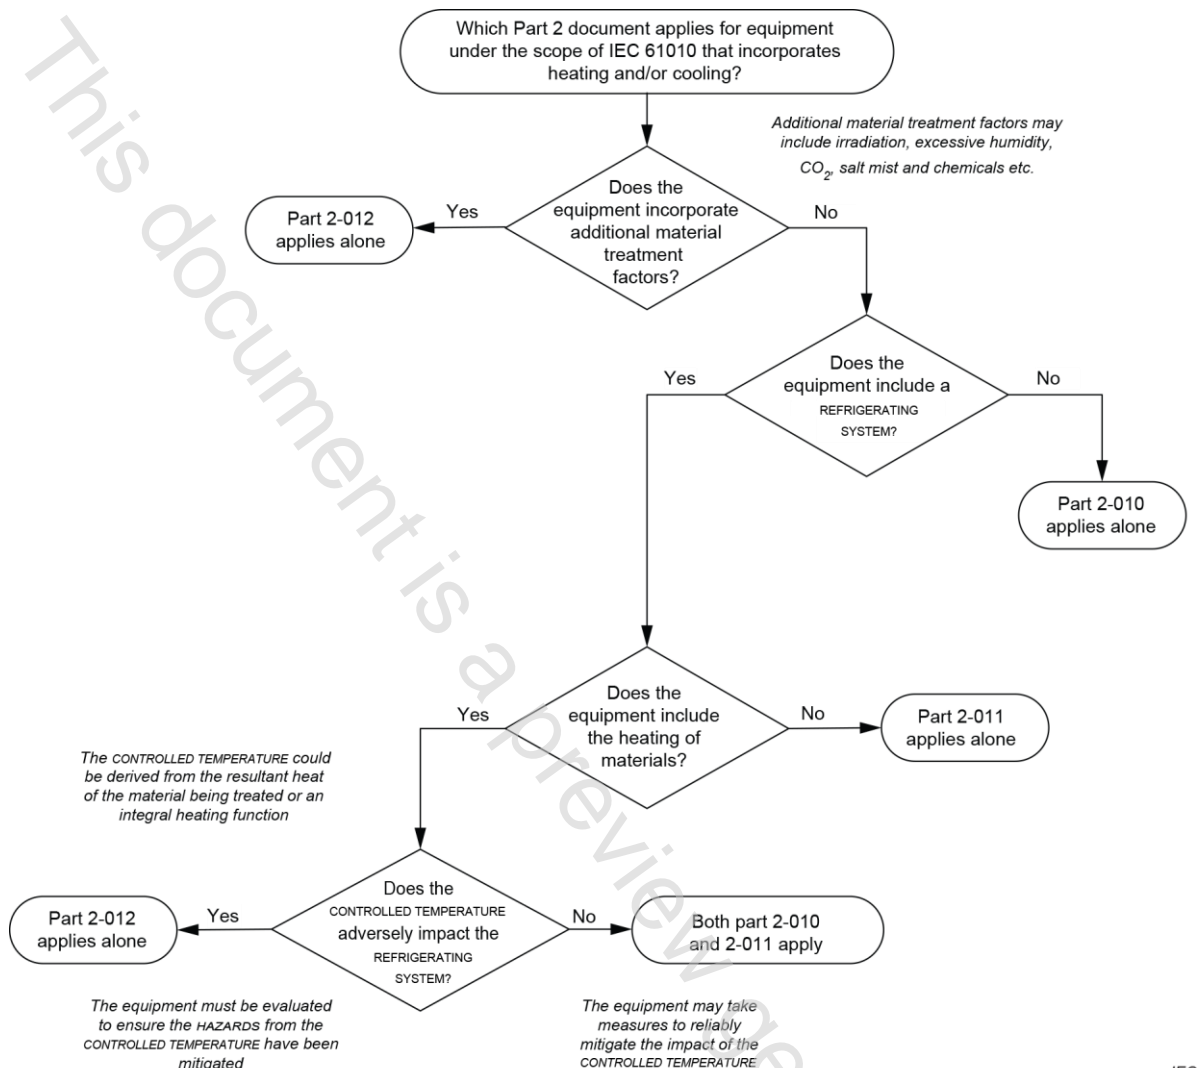 Which Part 2 document applies for equipment
under the scope of IEC 61010 that incorporates
heating and/or cooling?
Additional material treatment factors may
include irradiation, excessive humidity,
CO2, salt mist and chemicals etc.
Does the
equipment incorporate
additional material
treatment
factors?
Yes
No
Part 2-012
applies alone
Does the
equipment include a
REFRIGERATING
SYSTEM?
Yes
No
Part 2-010
applies alone
Does the
equipment include
the heating of
materials?
Yes
No
Part 2-011
applies alone
The CONTROLLED TEMPERATURE could
be derived from the resultant heat
of the material being treated or an
integral heating function
Does the
CONTROLLED TEMPERATURE
adversely impact the
REFRIGERATING
SYSTEM?
Yes
No
Part 2-012
applies alone
Both part 2-010
and 2-011 apply
The equipment must be evaluated
to ensure the HAZARDS from the
CONTROLLED TEMPERATURE have been
mitigated
The equipment may take
measures to reliably
mitigate the impact of the
CONTROLLED TEMPERATURE
This document is a preview ge